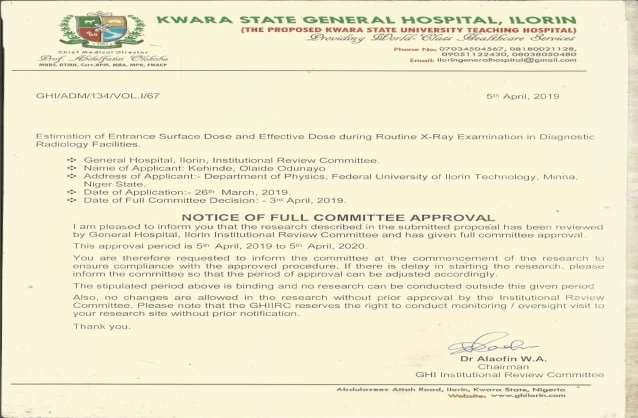 KWARA STATE GENERAL HOSPITAL, ILORIN
(THE PROPOSED KWARA STATE UNIVERSITY TEACHING HOSPITAL)
Providing World Class Healthcare Services
Chief Medical Director
Phone No: 07034504567, 08180021128,
09051122430, 08038050480
Email: iloringeneralhospital@gmail.com
GHI/ADM/134/VOL.I/67
5th April, 2019
Estimation of Entrance Surface Dose and Effective Dose during Routine X-Ray Examination in Diagnostic
Radiology Facilities.
❖ General Hospital, Ilorin, Institutional Review Committee.
❖ Name of Applicant: Kehinde, Olaide Odunayo
❖ Address of Applicant:- Department of Physics, Federal University of Ilorin Technology, Minna,
Niger State.
❖ Date of Application:- 26th March, 2019.
❖ Date of Full Committee Decision: - 3rd April, 2019.
NOTICE OF FULL COMMITTEE APPROVAL
I am pleased to inform you that the research described in the submitted proposal has been reviewed
by General Hospital, Ilorin Institutional Review Committee and has given full committee approval.
This approval period is 5th April, 2019 to 5th April, 2020.
You are therefore requested to inform the committee at the commencement of the research to
ensure compliance with the approved procedure. If there is delay in starting the research, please
inform the committee so that the period of approval can be adjusted accordingly.
The stipulated period above is binding and no research can be conducted outside this given period
Also, no changes are allowed in the research without prior approval by the Institutional Review
Committee. Please note that the GHIIRC reserves the right to conduct monitoring / oversight visit to
your research site without prior notification.
Thank you.
Dr Alaofin W.A.
Chairman
GHI Institutional Review Committee
Abdulazeez Attah Road, Ilorin, Kwara State, Nigeria
Website: www.ghilorin.com